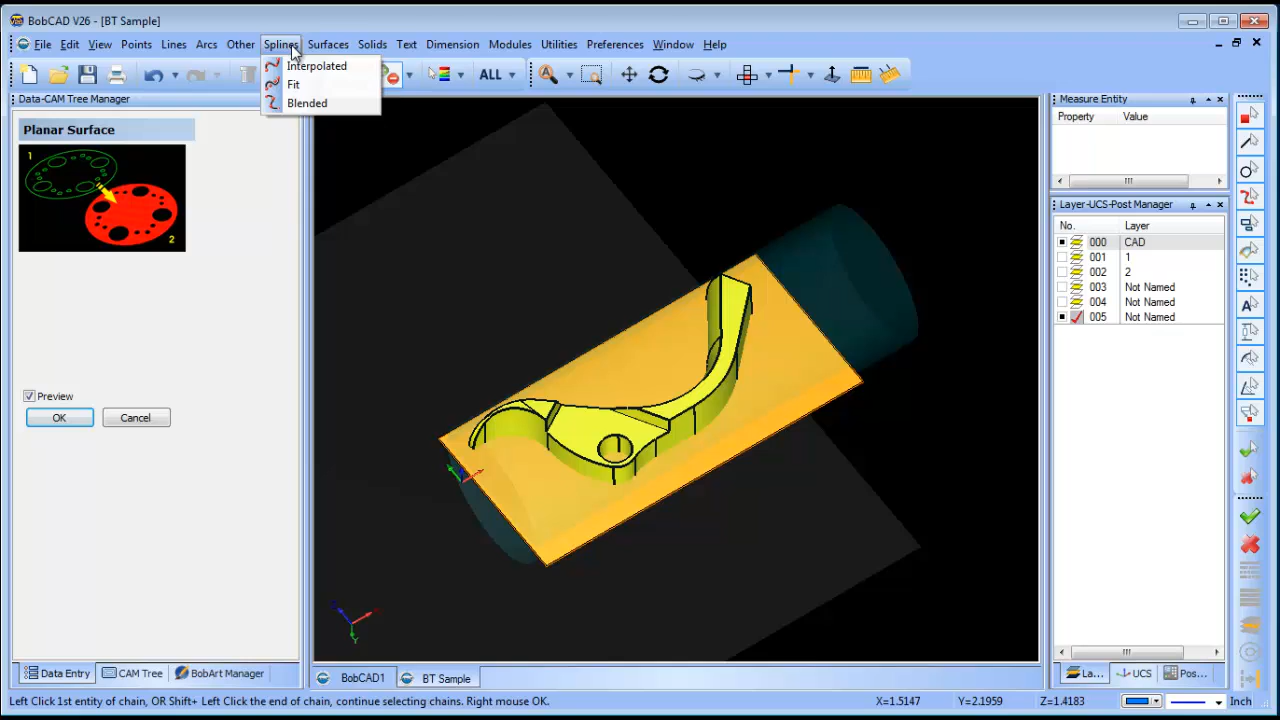 BobCAD V26 - [BT Sample]
File Edit View Points Lines Arcs Other Splines Surfaces Solids Text Dimension Modules Utilities Preferences Window Help
Interpolated
Fit
Blended
ALL
Data-CAM Tree Manager
Planar Surface
1
2
Preview
OK Cancel
Data Entry CAM Tree BobArt Manager
BobCAD1 BT Sample
Measure Entity
Property Value
Layer-UCS-Post Manager
No. Layer
000 CAD
001 1
002 2
003 Not Named
004 Not Named
005 Not Named
La... UCS Pos...
Y
Left Click 1st entity of chain, OR Shift+ Left Click the end of chain, continue selecting chains. Right mouse OK. X=1.5147 Y=2.1959 Z=1.4183 Inch